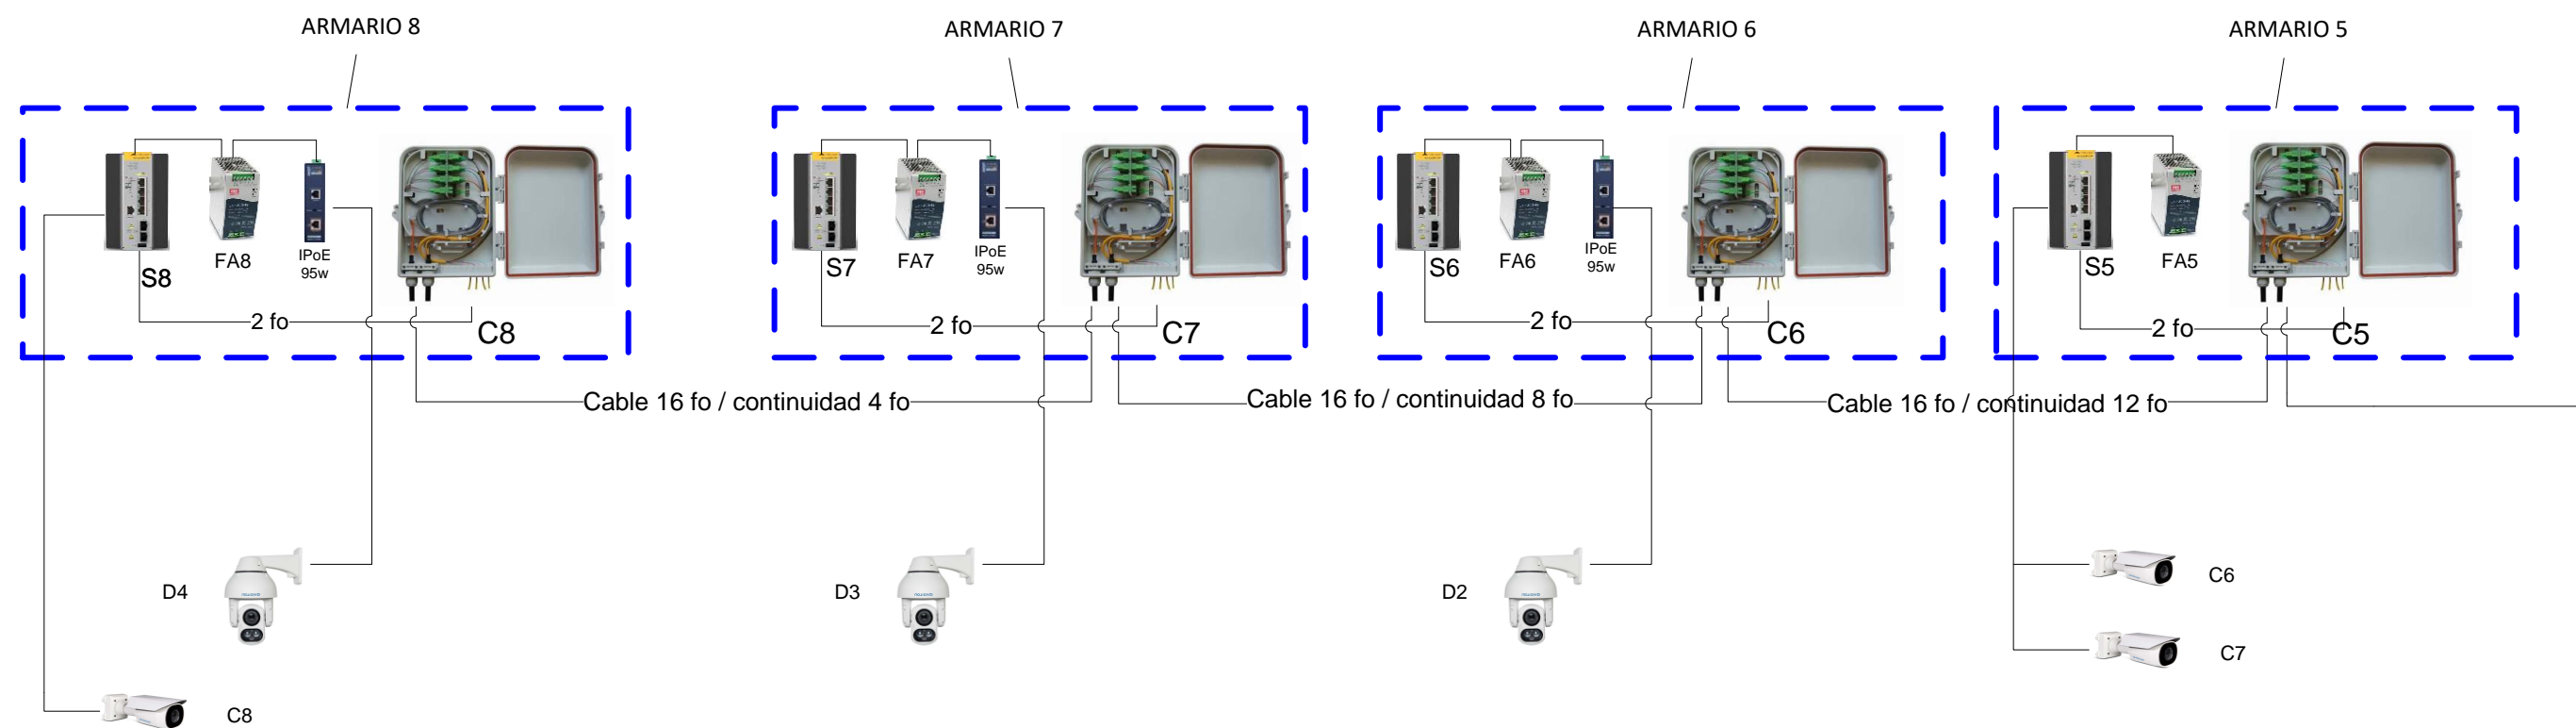 ARMARIO 8
ARMARIO 7
ARMARIO 6
ARMARIO 5
S8
FA8
IPoE
95w
2 fo
C8
S7
FA7
IPoE
95w
2 fo
C7
S6
FA6
IPoE
95w
2 fo
C6
S5
FA5
2 fo
C5
Cable 16 fo / continuidad 4 fo
Cable 16 fo / continuidad 8 fo
Cable 16 fo / continuidad 12 fo
D4
D3
D2
C6
C7
C8